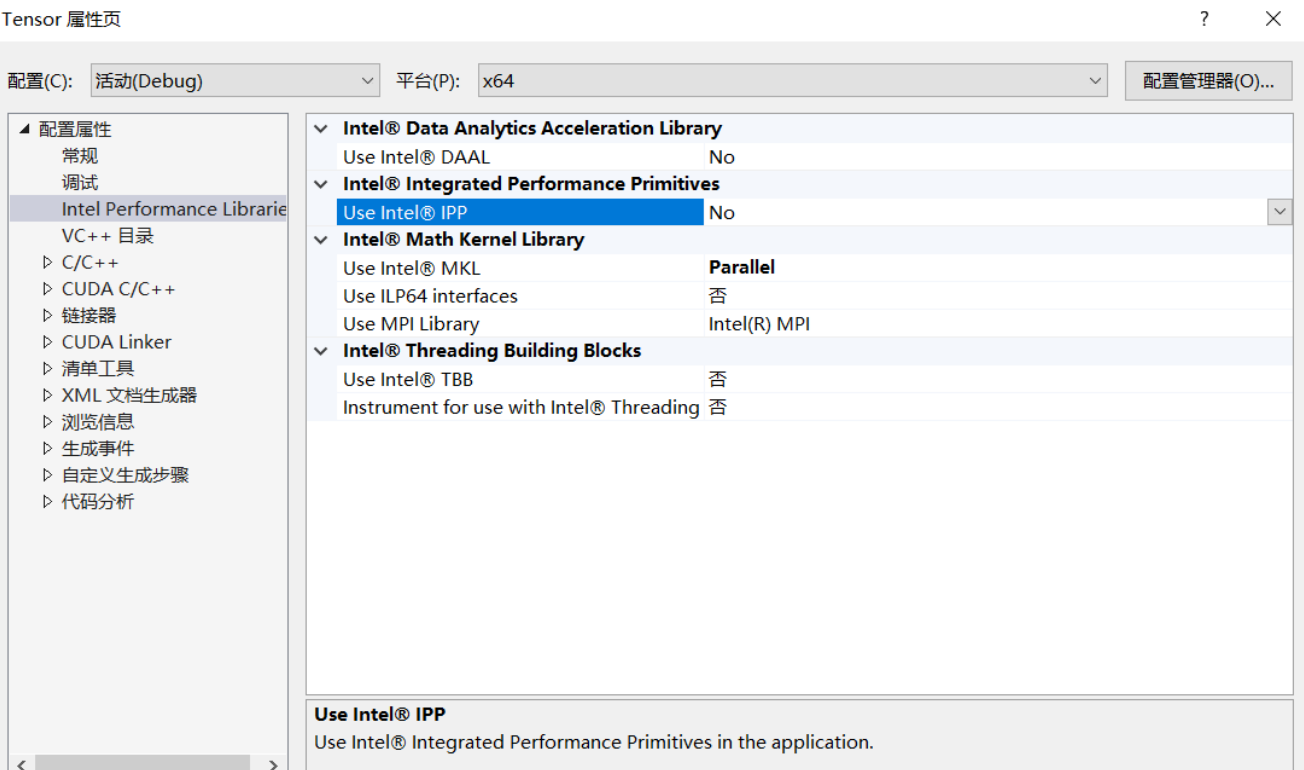 Tensor 属性页
配置(C): 活动(Debug) 平台(P): x64 配置管理器(O)...
配置属性
常规
调试
Intel Performance Librarie
VC++ 目录
C/C++
CUDA C/C++
链接器
CUDA Linker
清单工具
XML 文档生成器
浏览信息
生成事件
自定义生成步骤
代码分析
Intel® Data Analytics Acceleration Library
Use Intel® DAAL No
Intel® Integrated Performance Primitives
Use Intel® IPP No
Intel® Math Kernel Library
Use Intel® MKL Parallel
Use ILP64 interfaces 否
Use MPI Library Intel(R) MPI
Intel® Threading Building Blocks
Use Intel® TBB 否
Instrument for use with Intel® Threading 否
Use Intel® IPP
Use Intel® Integrated Performance Primitives in the application.